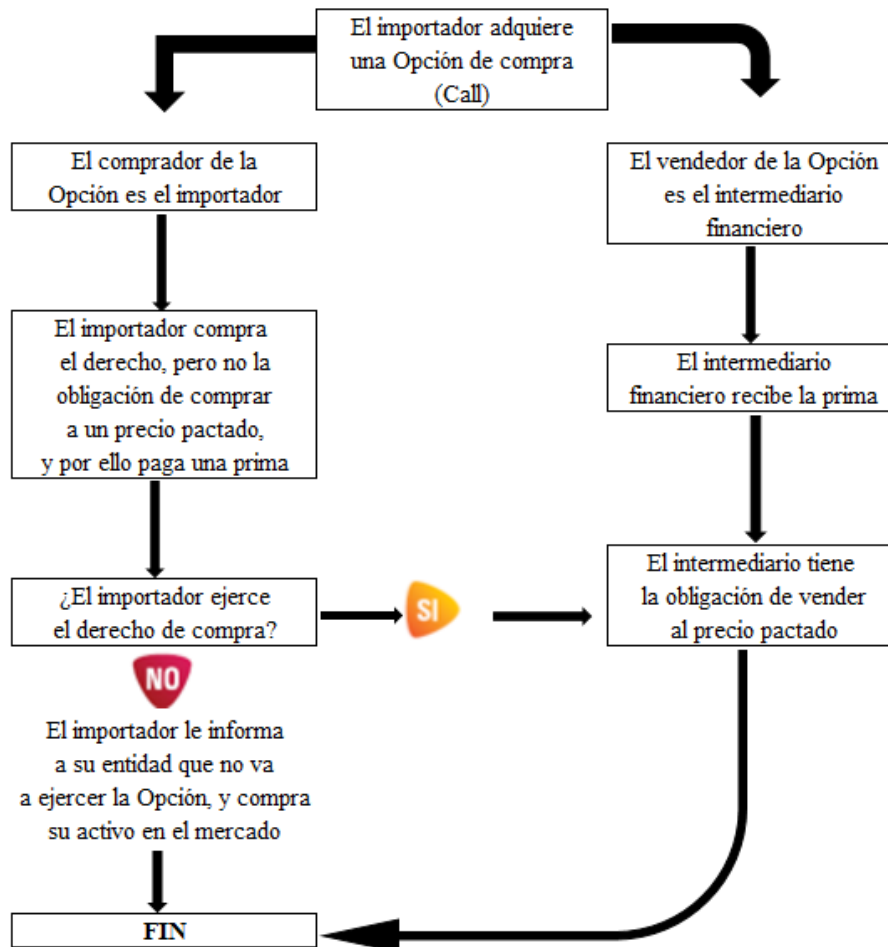 El importador adquiere
una Opción de compra
(Call)
El comprador de la
Opción es el importador
El vendedor de la Opción
es el intermediario
financiero
El importador compra
el derecho, pero no la
obligación de comprar
a un precio pactado,
y por ello paga una prima
El intermediario
financiero recibe la prima
¿El importador ejerce
el derecho de compra?
SI
El intermediario tiene
la obligación de vender
al precio pactado
NO
El importador le informa
a su entidad que no va
a ejercer la Opción, y compra
su activo en el mercado
FIN